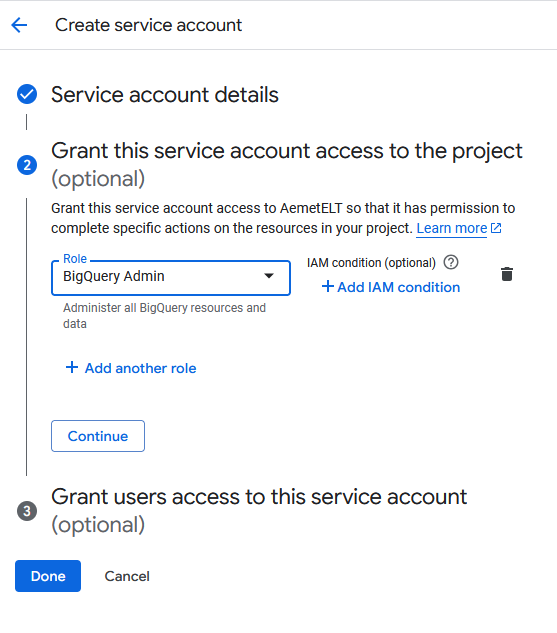 Create service account
Service account details
2
Grant this service account access to the project
(optional)
Grant this service account access to AemetELT so that it has permission to
complete specific actions on the resources in your project. Learn more
Role
BigQuery Admin
IAM condition (optional) ?
+ Add IAM condition
Administer all BigQuery resources and
data
+ Add another role
Continue
3
Grant users access to this service account
(optional)
Done Cancel